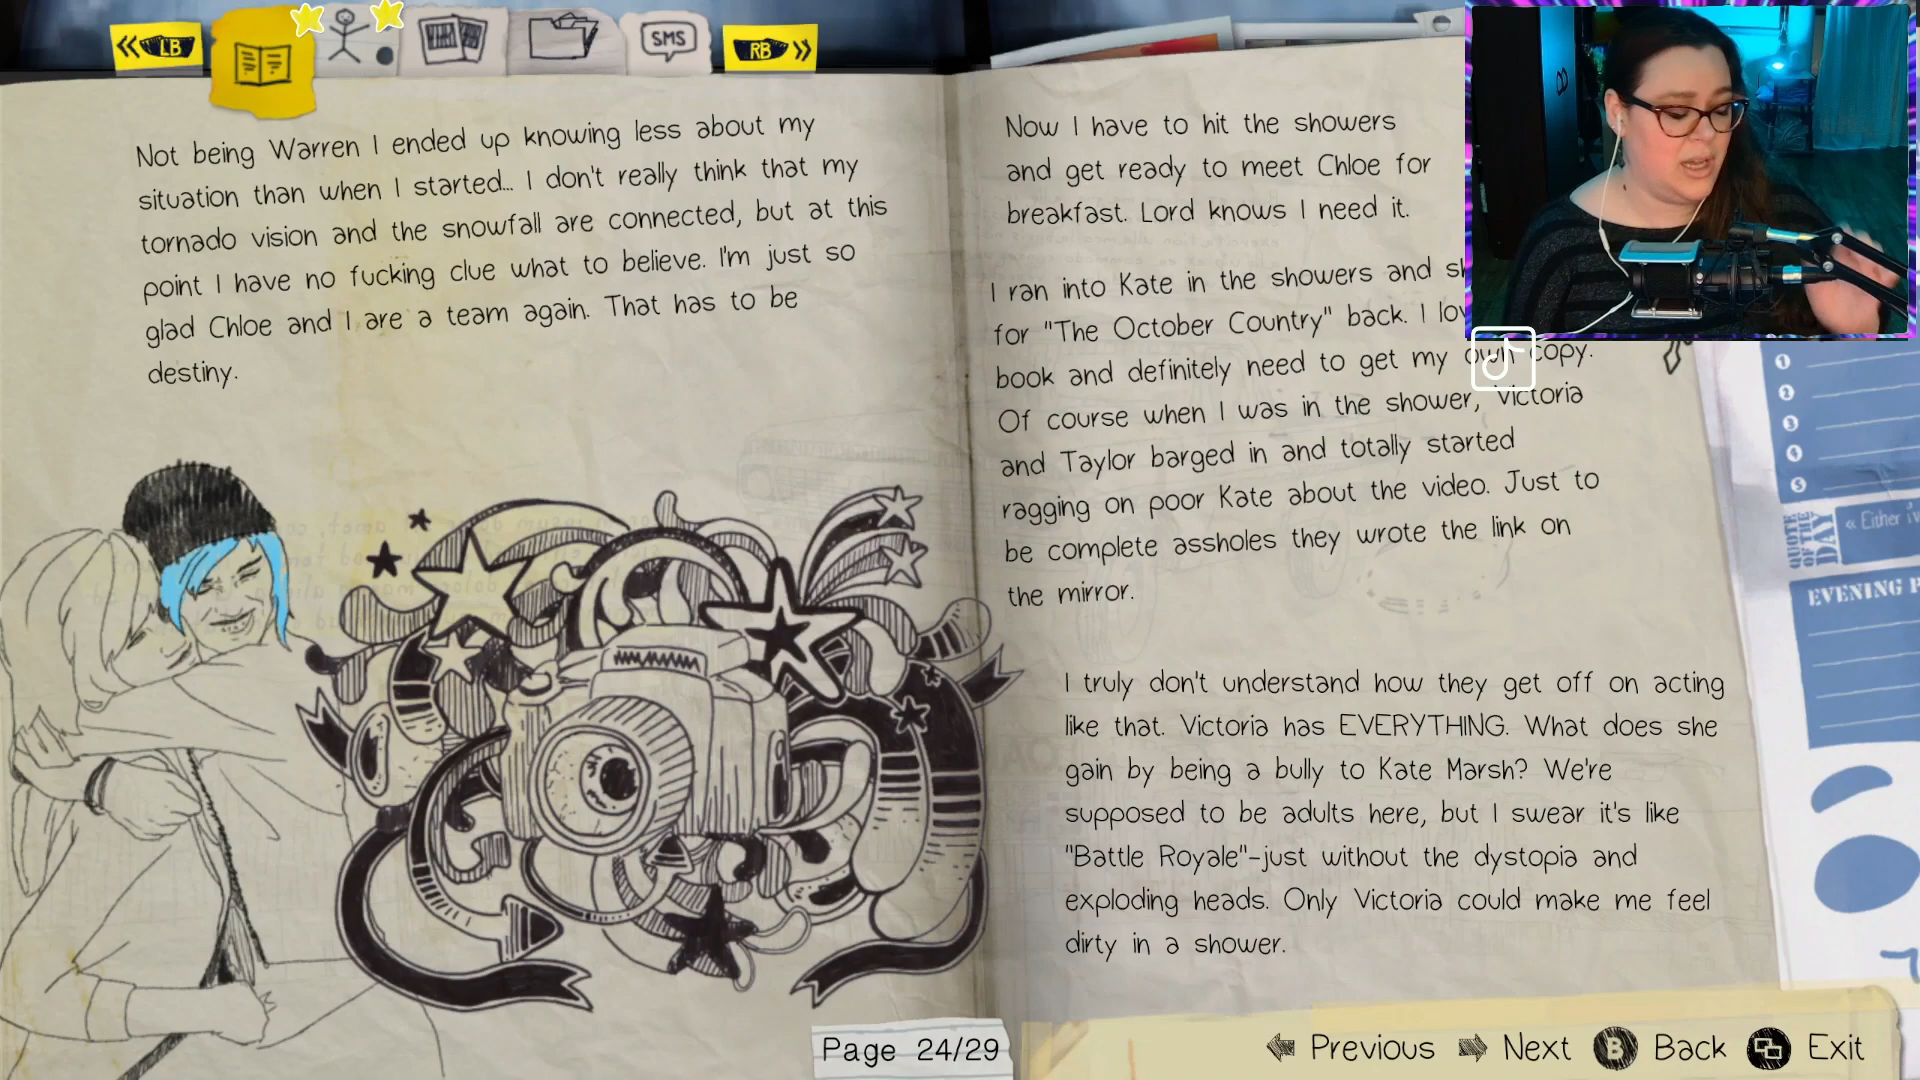 LB
SMS
RB
Not being Warren I ended up knowing less about my
situation than when I started... I don't really think that my
tornado vision and the snowfall are connected, but at this
point I have no fucking clue what to believe. I'm just so
glad Chloe and I are a team again. That has to be
destiny.
Now I have to hit the showers
and get ready to meet Chloe for
breakfast. Lord knows I need it.
I ran into Kate in the showers and
for "The October Country" back. I
book and definitely need to get my own copy.
Of course when I was in the shower, Victoria
and Taylor barged in and totally started
ragging on poor Kate about the video. Just to
be complete assholes they wrote the link on
the mirror.
I truly don't understand how they get off on acting
like that. Victoria has EVERYTHING. What does she
gain by being a bully to Kate Marsh? We're
supposed to be adults here, but I swear it's like
"Battle Royale"-just without the dystopia and
exploding heads. Only Victoria could make me feel
dirty in a shower.
1
2
3
4
5
QUOTE OF THE DAY
« Either
EVENING
Page 24/29
Previous
Next
B Back
Exit